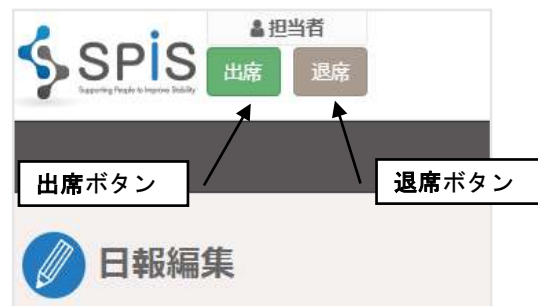 担当者
SPiS
Supporting People to Improve Stability
出席
退席
出席ボタン
退席ボタン
日報編集